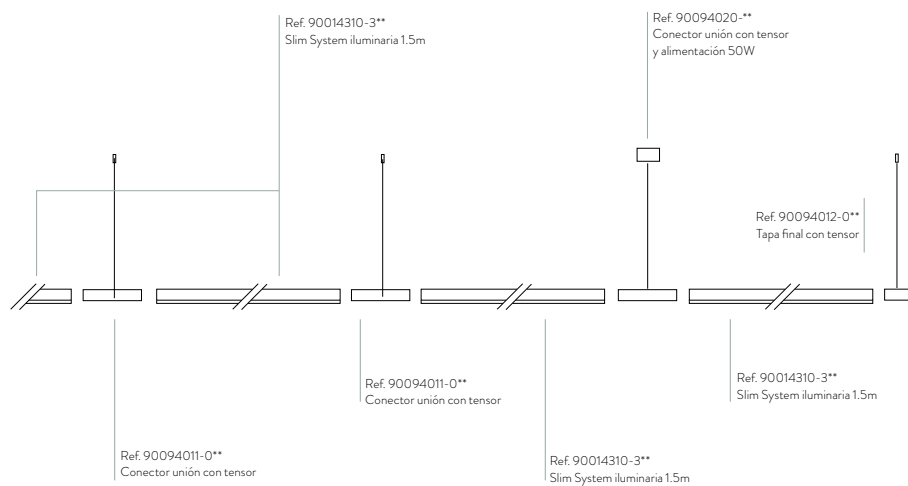 Ref. 90014310-3**
Slim System iluminaria 1.5m
Ref. 90094020-**
Conector unión con tensor
y alimentación 50W
Ref. 90094012-0**
Tapa final con tensor
Ref. 90094011-0**
Conector unión con tensor
Ref. 90014310-3**
Slim System iluminaria 1.5m
Ref. 90094011-0**
Conector unión con tensor
Ref. 90014310-3**
Slim System iluminaria 1.5m